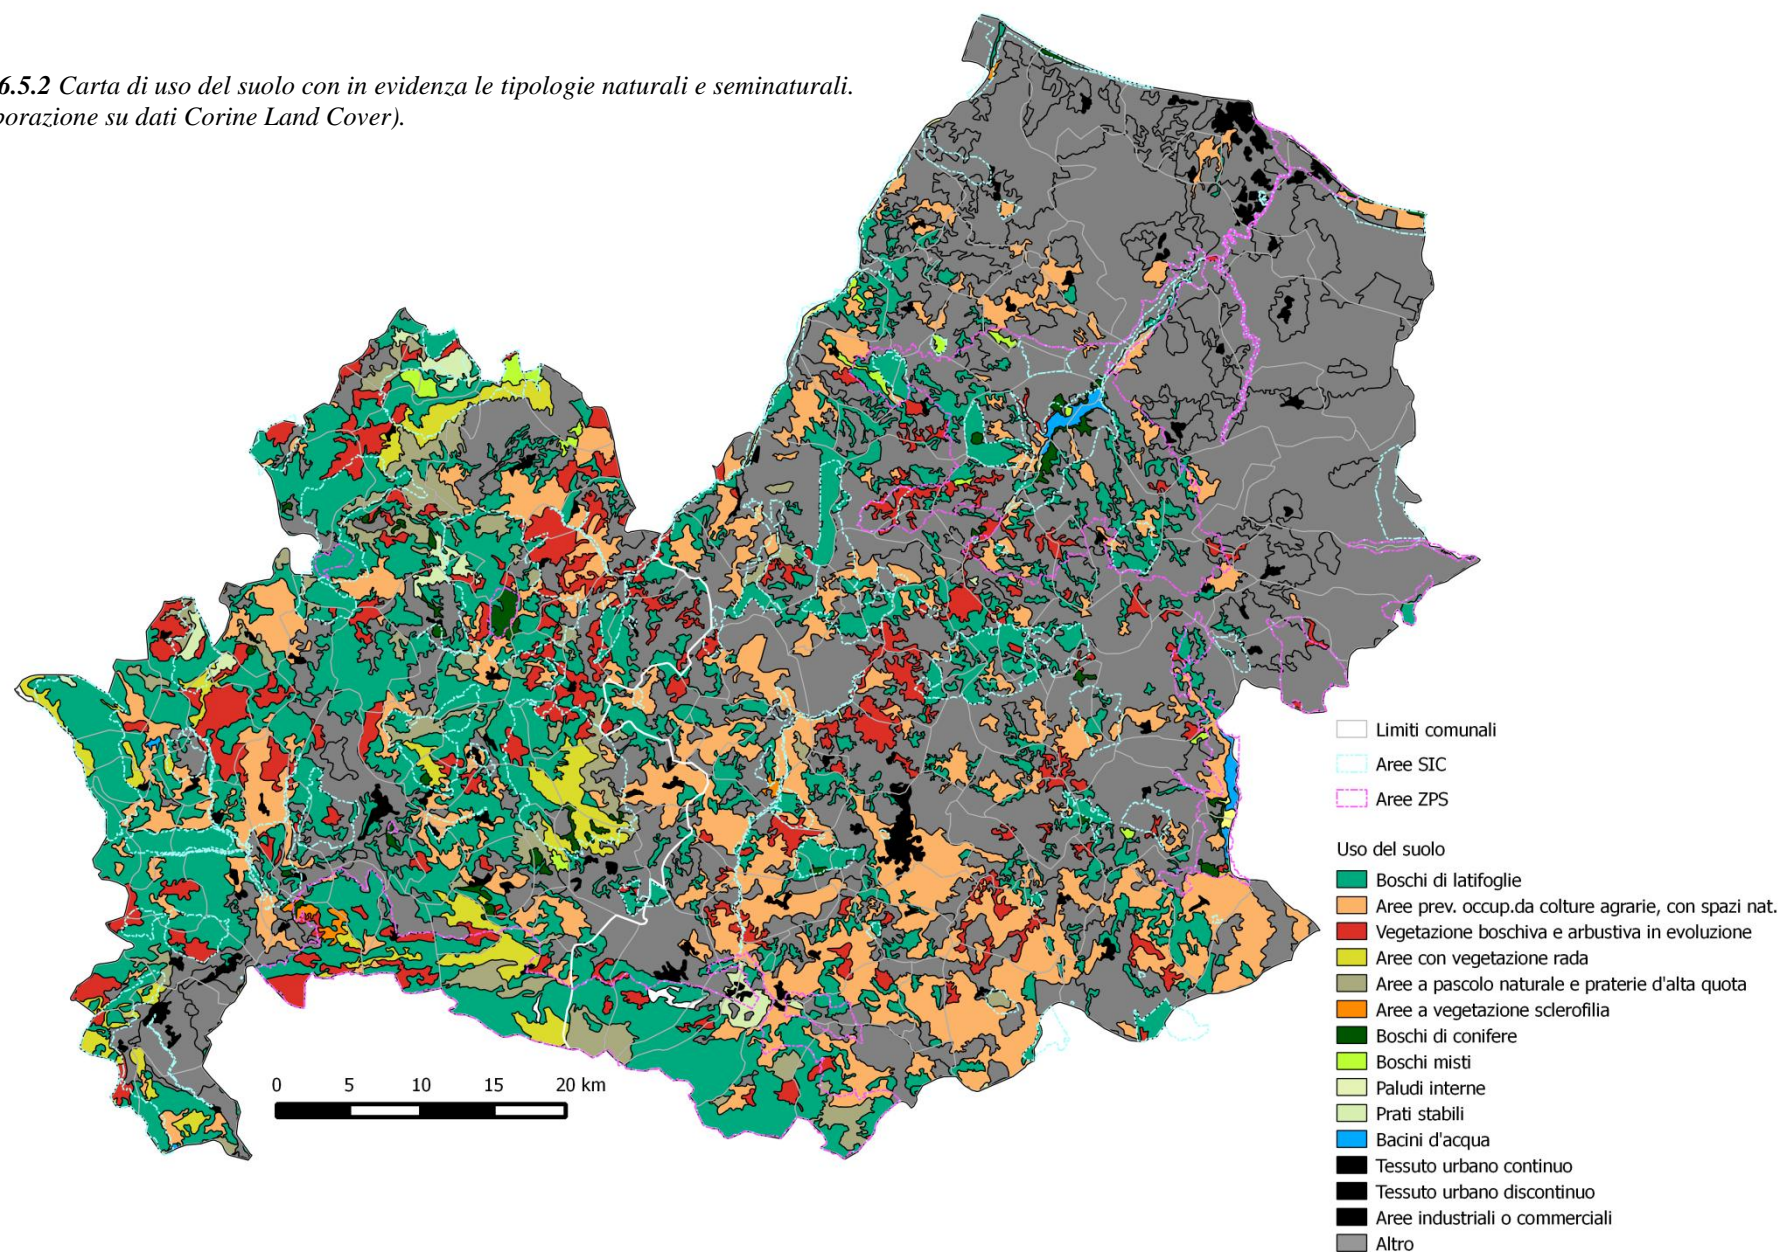 6.5.2 Carta di uso del suolo con in evidenza le tipologie naturali e seminaturali.
borazione su dati Corine Land Cover).
Limiti comunali
Aree SIC
Aree ZPS
Uso del suolo
Boschi di latifoglie
Aree prev. occup.da colture agrarie, con spazi nat.
Vegetazione boschiva e arbustiva in evoluzione
Aree con vegetazione rada
Aree a pascolo naturale e praterie d'alta quota
Aree a vegetazione sclerofilia
Boschi di conifere
Boschi misti
Paludi interne
Prati stabili
Bacini d'acqua
Tessuto urbano continuo
Tessuto urbano discontinuo
Aree industriali o commerciali
Altro
0 5 10 15 20 km